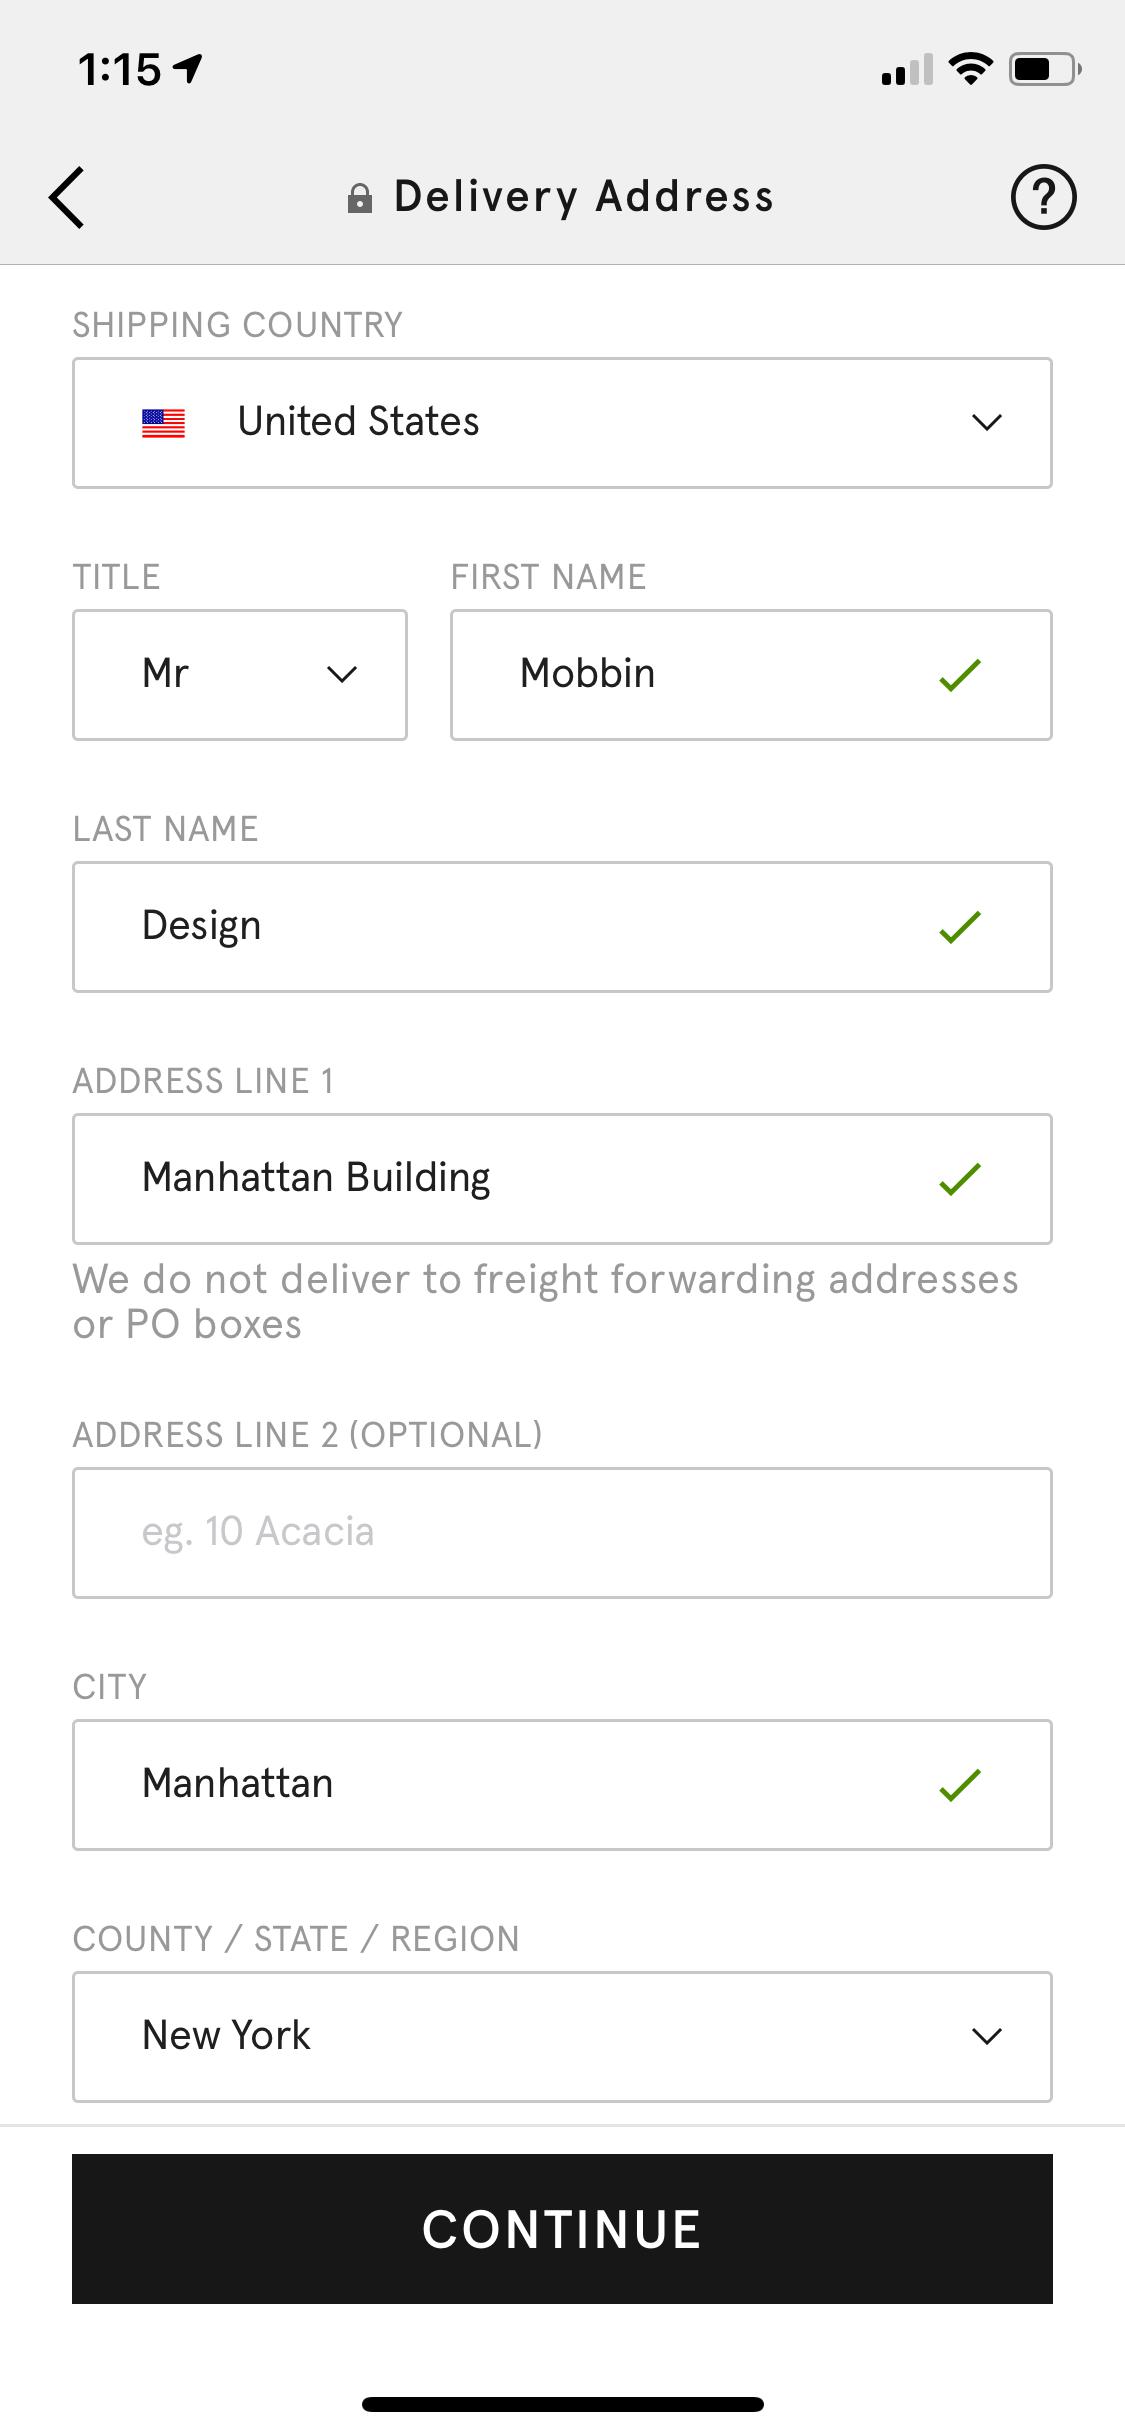 1:15
Delivery Address
?
SHIPPING COUNTRY
United States
TITLE
FIRST NAME
Mr
Mobbin
LAST NAME
Design
ADDRESS LINE 1
Manhattan Building
We do not deliver to freight forwarding addresses
or PO boxes
ADDRESS LINE 2 (OPTIONAL)
eg. 10 Acacia
CITY
Manhattan
COUNTY / STATE / REGION
New York
CONTINUE